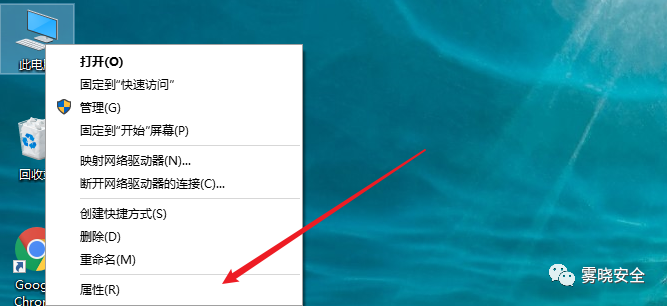 此电脑
打开(O)
固定到"快速访问"
管理(G)
固定到"开始"屏幕(P)
映射网络驱动器(N)...
断开网络驱动器的连接(C)...
创建快捷方式(S)
删除(D)
重命名(M)
属性(R)
回收站
Google
Chrome
雾晓安全